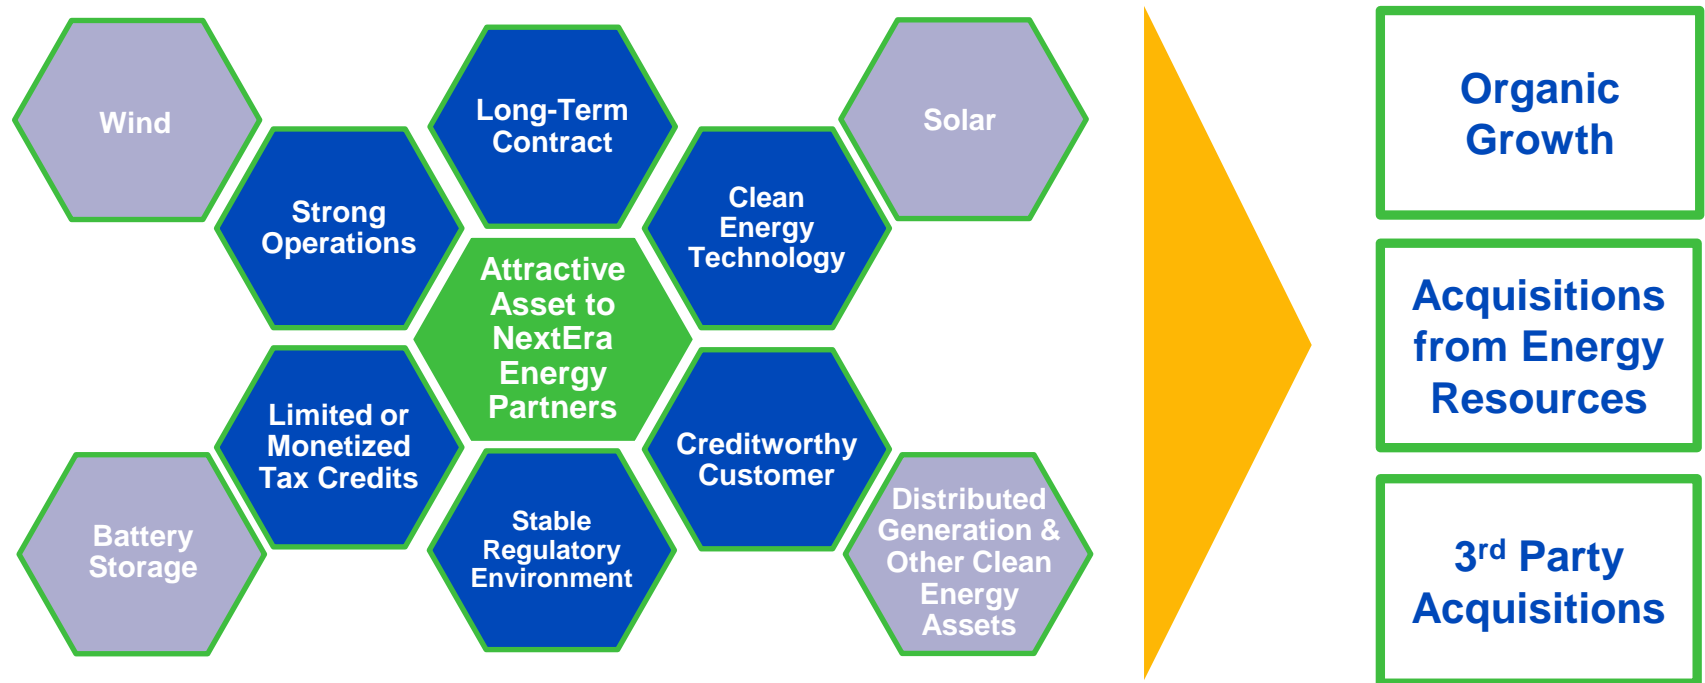 Wind
Long-Term
Contract
Solar
Strong
Operations
Clean
Energy
Technology
Attractive
Asset to
NextEra
Energy
Partners
Limited or
Monetized
Tax Credits
Creditworthy
Customer
Battery
Storage
Stable
Regulatory
Environment
Distributed
Generation &
Other Clean
Energy
Assets
Organic
Growth
Acquisitions
from Energy
Resources
3rd Party
Acquisitions